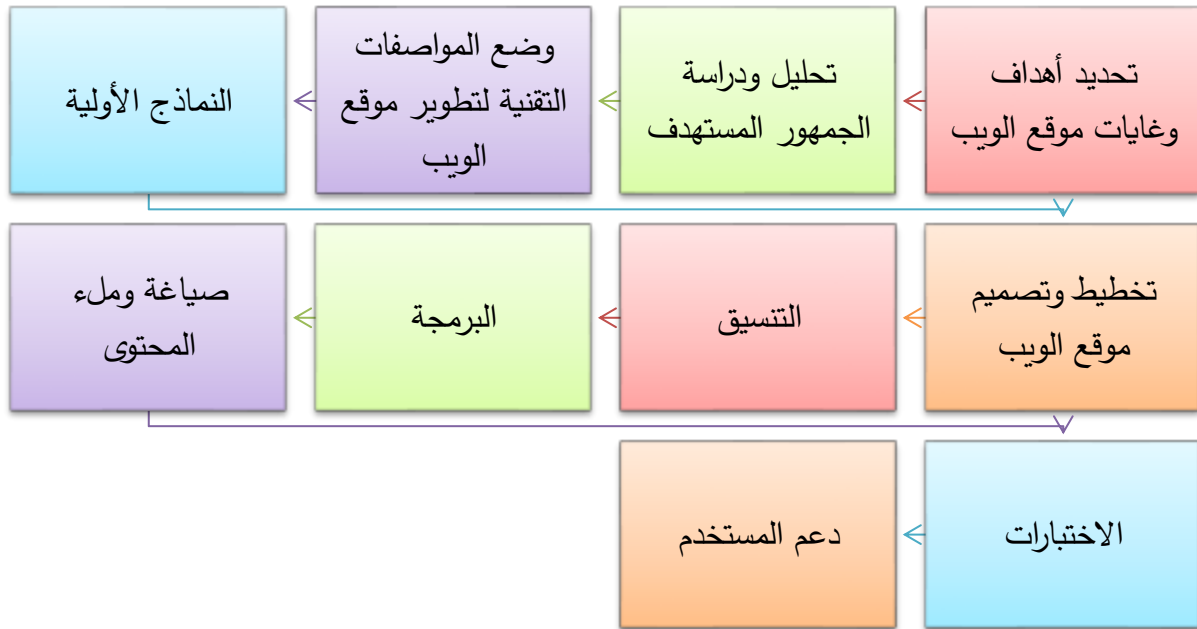 تحديد أهداف
وغايات موقع الويب
تحليل ودراسة
الجمهور المستهدف
وضع المواصفات
التقنية لتطوير موقع
الويب
النماذج الأولية
تخطيط وتصميم
موقع الويب
التنسيق
البرمجة
صياغة وملء
المحتوى
الاختبارات
دعم المستخدم